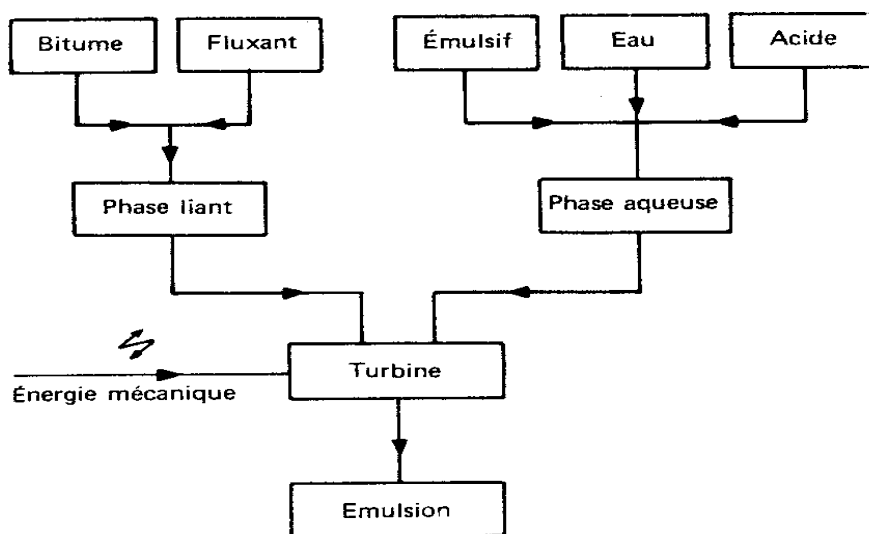 Bitume
Fluxant
Émulsif
Eau
Acide
Phase liant
Phase aqueuse
Turbine
Énergie mécanique
Emulsion